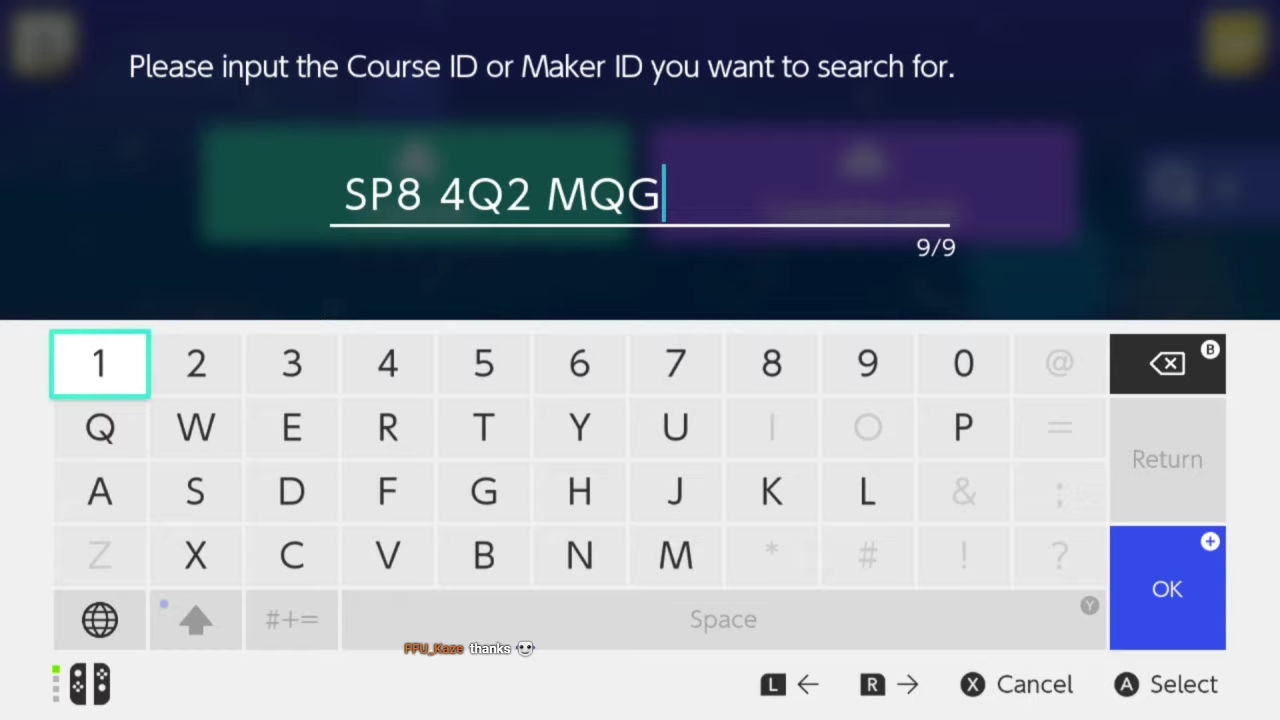 Please input the Course ID or Maker ID you want to search for.
SP8 4Q2 MQG
9/9
1 2 3 4 5 6 7 8 9 0 @ B
Q W E R T Y U I O P =
Return
A S D F G H J K L & ;
Z X C V B N M * # ! ? +
OK
#+= Space Y
PFU_Kaze thanks
L ← R → X Cancel A Select